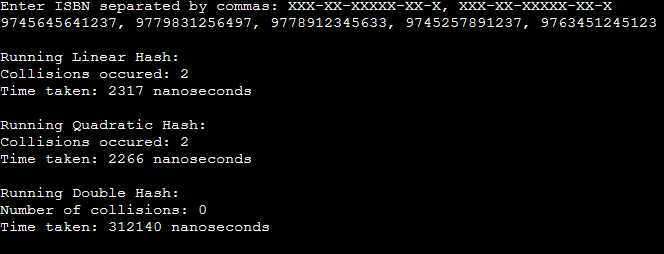 Enter ISBN separated by commas: XXX-XX-XXXXX-XX-X, XXX-XX-XXXXX-XX-X
9745645641237, 9779831256497, 9778912345633, 9745257891237, 9763451245123
Running Linear Hash:
Collisions occured: 2
Time taken: 2317 nanoseconds
Running Quadratic Hash:
Collisions occured: 2
Time taken: 2266 nanoseconds
Running Double Hash:
Number of collisions: 0
Time taken: 312140 nanoseconds